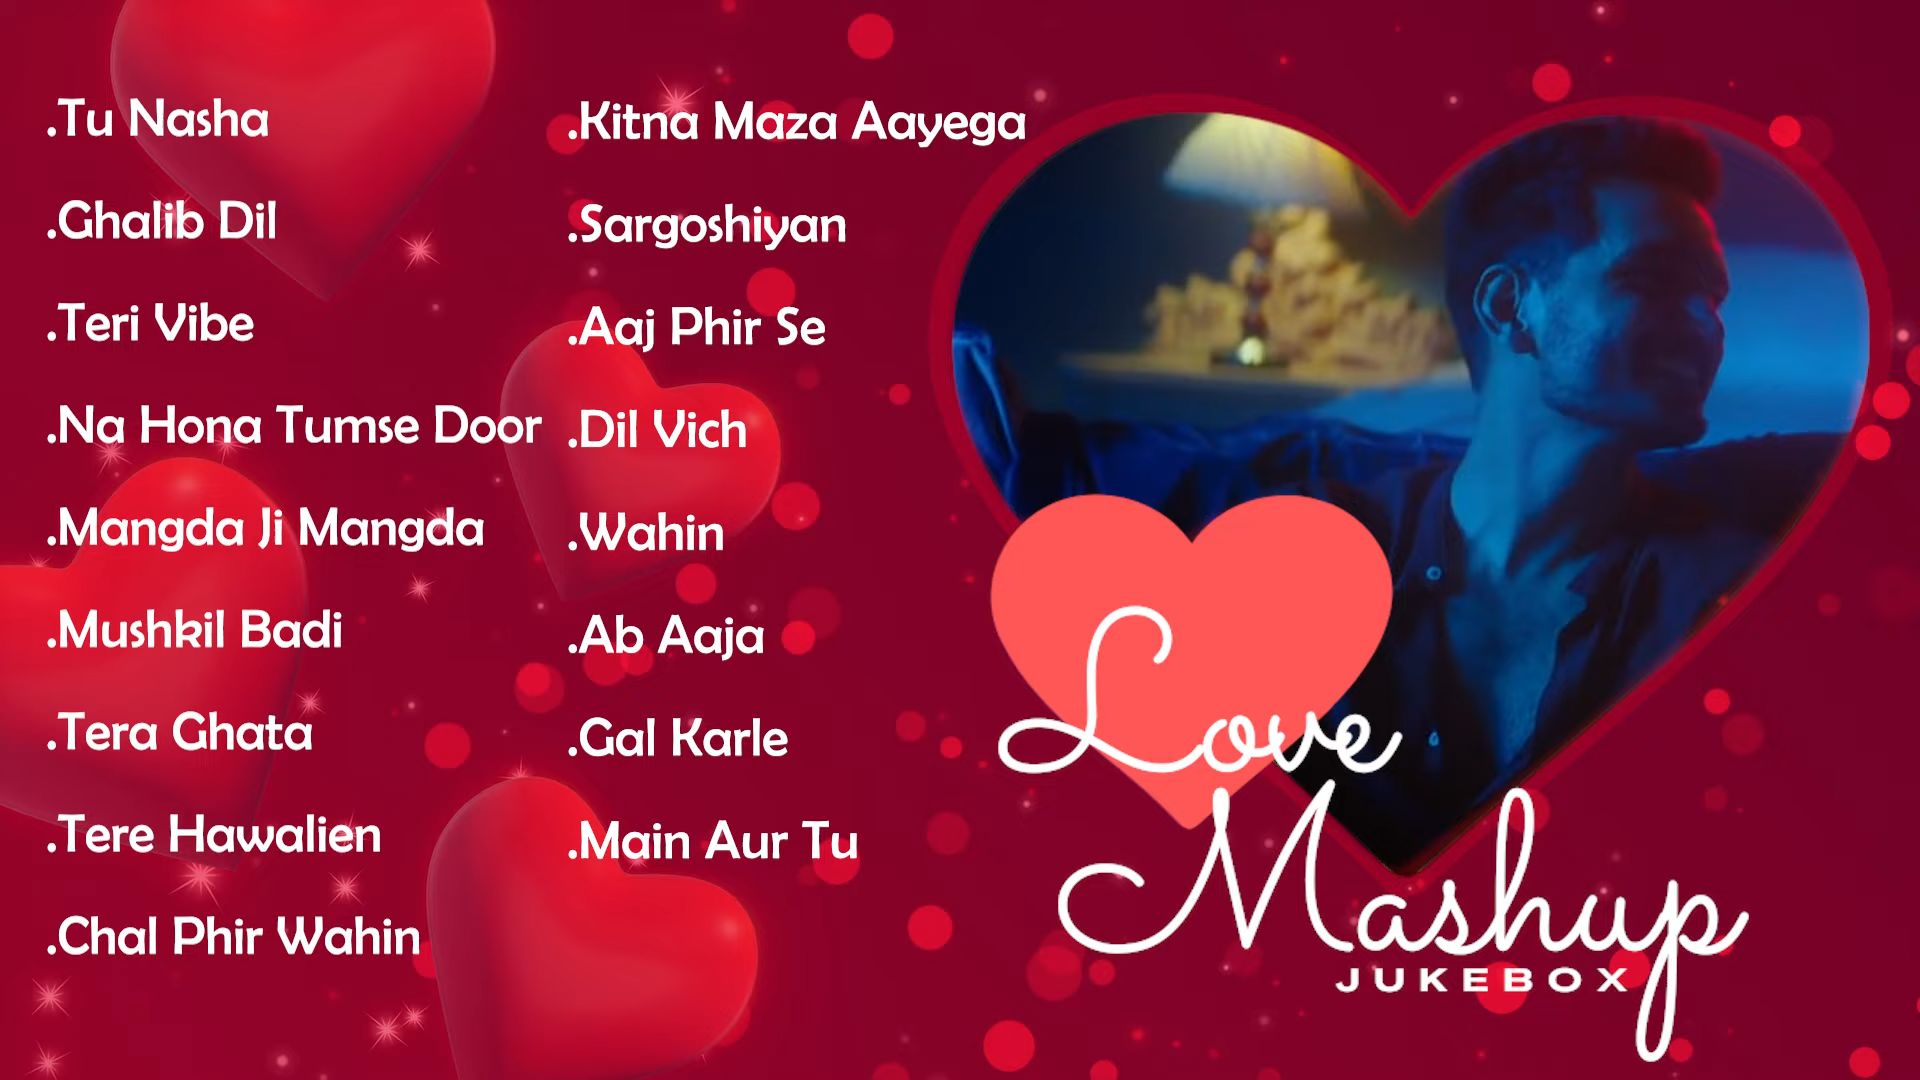 .Tu Nasha
.Ghalib Dil
.Teri Vibe
.Na Hona Tumse Door
.Mangda Ji Mangda
.Mushkil Badi
.Tera Ghata
.Tere Hawalien
.Chal Phir Wahin
.Kitna Maza Aayega
.Sargoshiyan
.Aaj Phir Se
.Dil Vich
.Wahin
.Ab Aaja
.Gal Karle
.Main Aur Tu
Love
Mashup
JUKEBOX